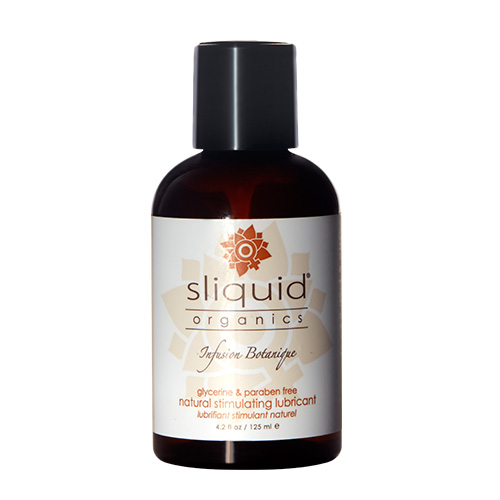 sliquid®
organics
Infusion Botanique
glycerine & paraben free
natural stimulating lubricant
lubrifiant stimulant naturel
4,2 fl oz / 125 ml ℮